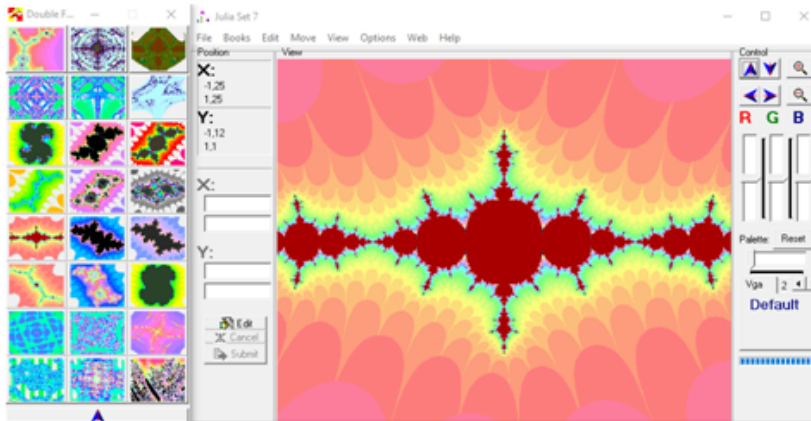 Double F...
Julia Set 7
File Books Edit Move View Options Web Help
Position
X:
-1,25
1,25
Y:
-1,12
1,1
X:
Y:
Edit
Cancel
Submit
View
Control
R G B
Palette: Reset
Vga 2
Default